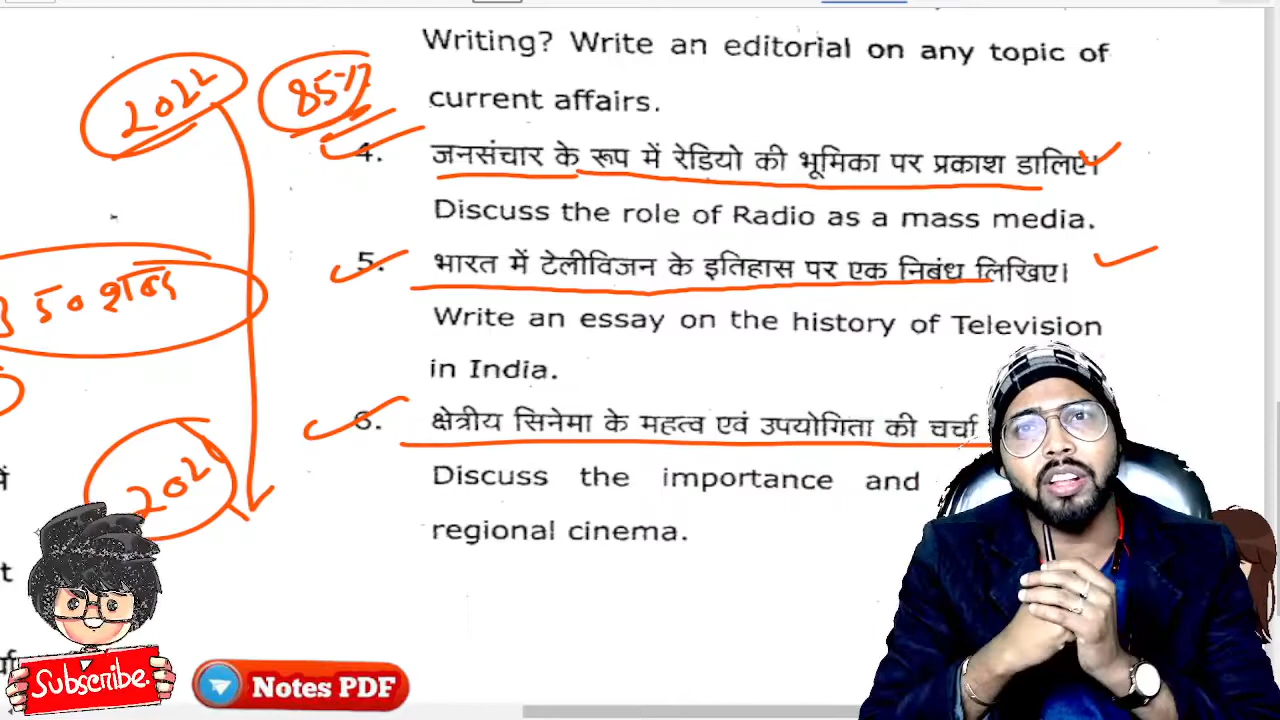 Writing? Write an editorial on any topic of
current affairs.
2022
4. जनसंचार के रूप में रेडियो की भूमिका पर प्रकाश डालिए।
Discuss the role of Radio as a mass media.
5. भारत में टेलीविजन के इतिहास पर एक निबंध लिखिए।
50 शब्द
Write an essay on the history of Television
in India.
6. क्षेत्रीय सिनेमा के महत्व एवं उपयोगिता की चर्चा
Discuss the importance and
202
regional cinema.
Subscribe.
Notes PDF